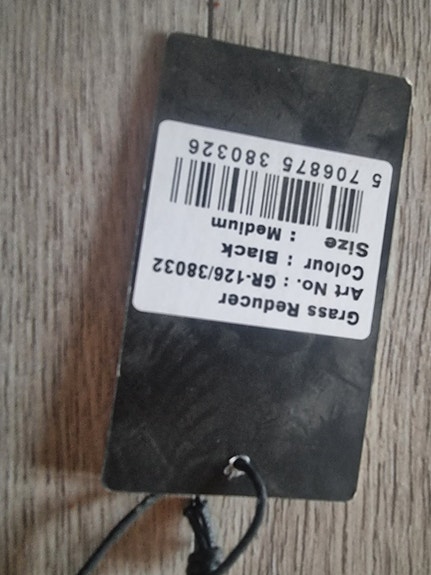 Grass Reducer
Art No. : GR-126/38032
Colour : Black
Size : Medium
5 706875 380326